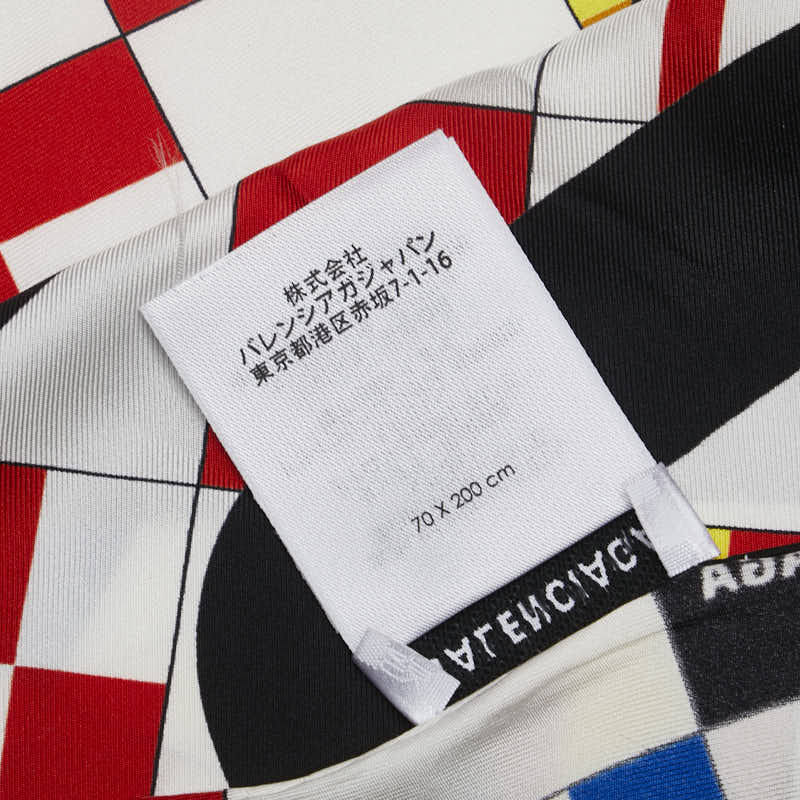 株式会社
バレンシアガジャパン
東京都港区赤坂7-1-16
70 X 200 cm
BALENCIAGA